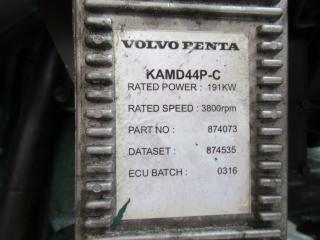 VOLVO PENTA
KAMD44P-C
RATED POWER : 191KW
RATED SPEED : 3800rpm
PART NO : 874073
DATASET : 874535
ECU BATCH : 0316